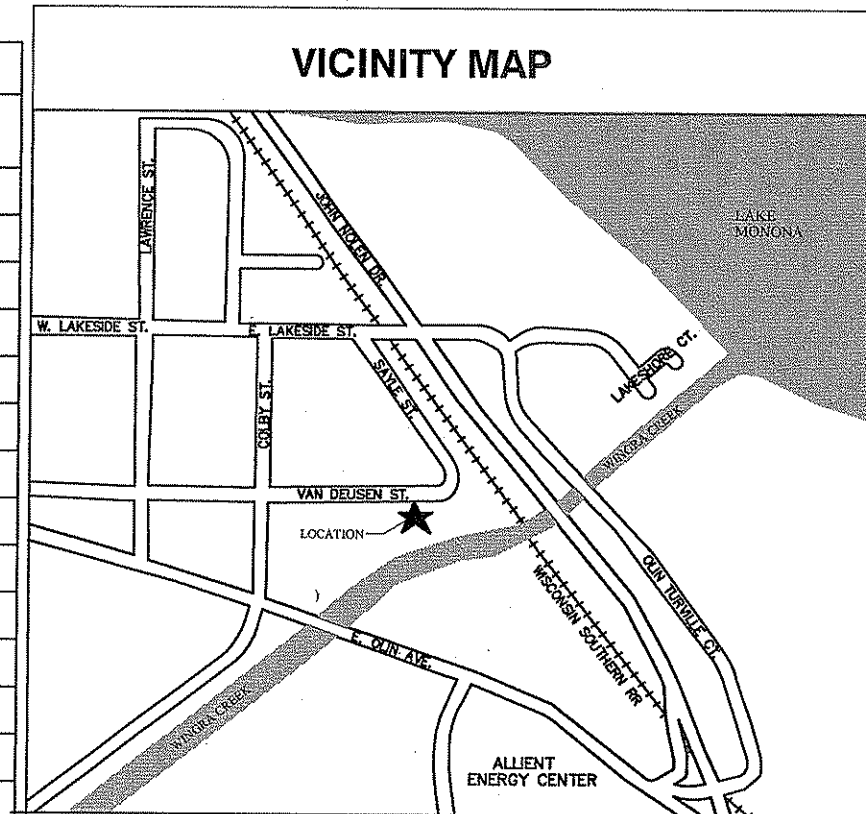 VICINITY MAP
LAWRENCE ST.
JOHN NOLEN DR.
LAKE
MONONA
W. LAKESIDE ST.
E. LAKESIDE ST.
SAYLE ST.
LAKESHORE CT.
COLBY ST.
WINGRA CREEK
VAN DEUSEN ST.
LOCATION
WISCONSIN SOUTHERN RR
OLIN TURVILLE CT.
E. OLIN AVE.
WINGRA CREEK
ALLIENT
ENERGY CENTER